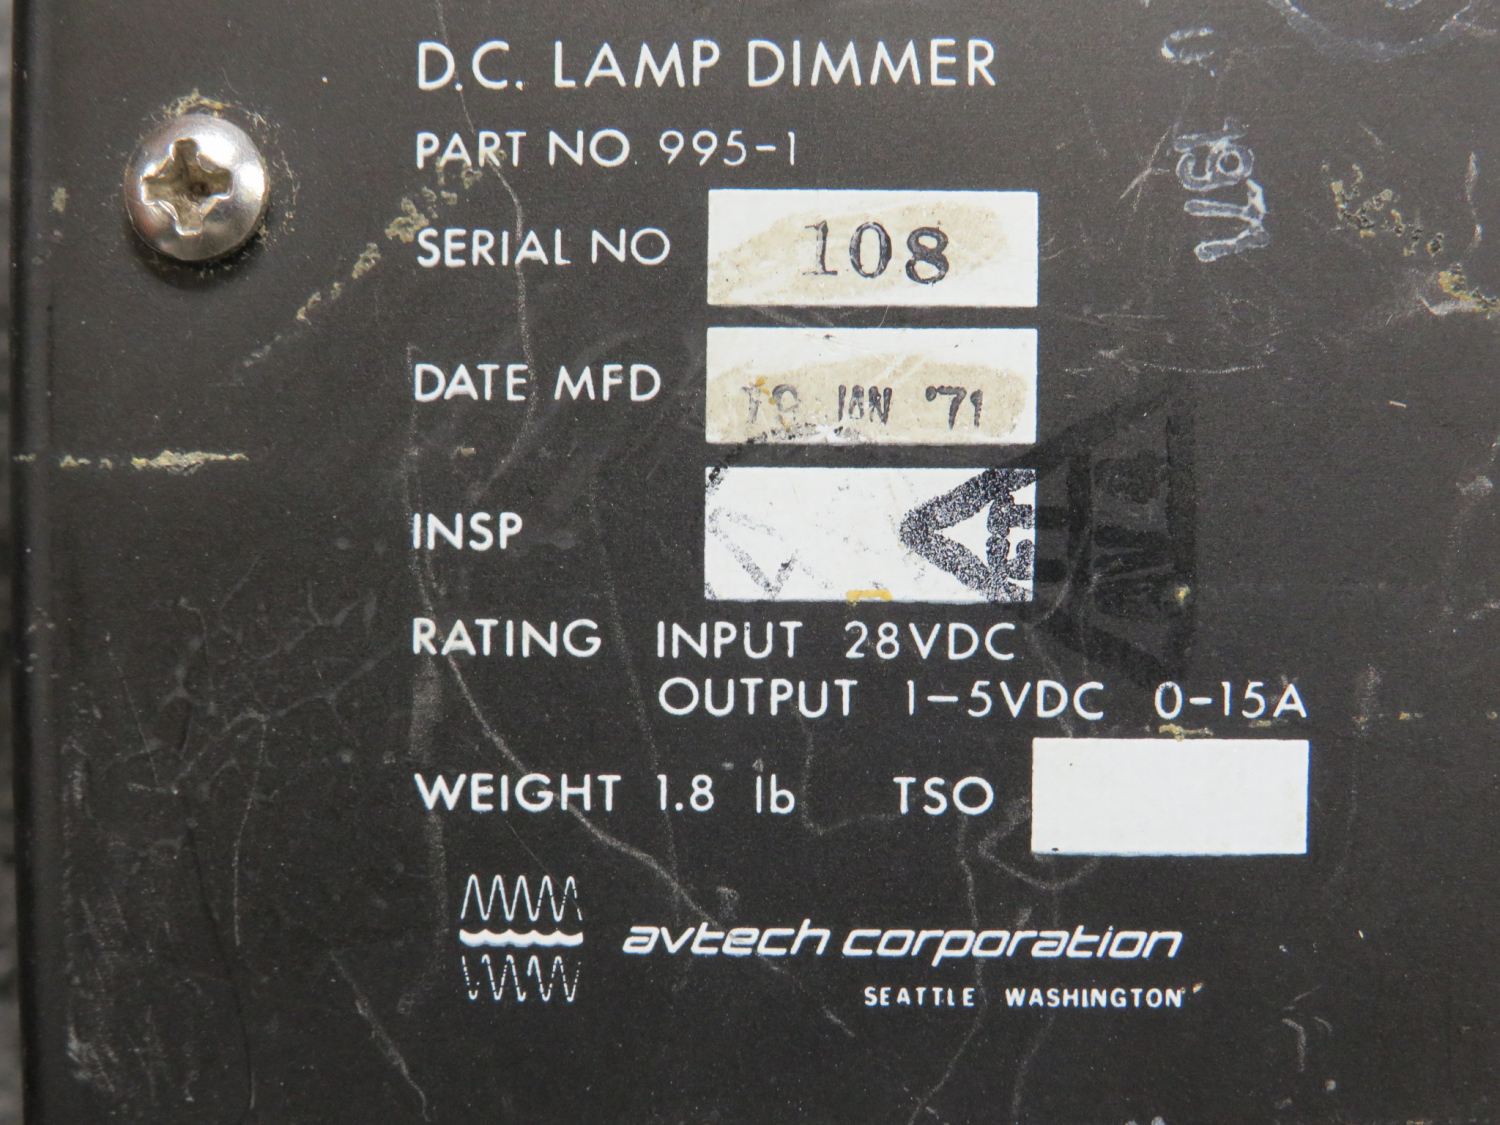 D.C. LAMP DIMMER
PART NO. 995-1
SERIAL NO 108
DATE MFD JAN '71
INSP
RATING INPUT 28VDC
OUTPUT 1-5VDC 0-15A
WEIGHT 1.8 lb TSO
avtech corporation
SEATTLE WASHINGTON